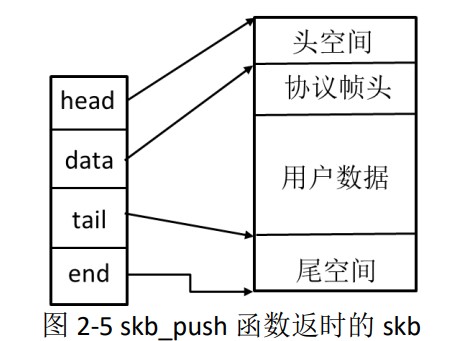 head
data
tail
end
头空间
协议帧头
用户数据
尾空间
图 2-5 skb_push 函数返时的 skb